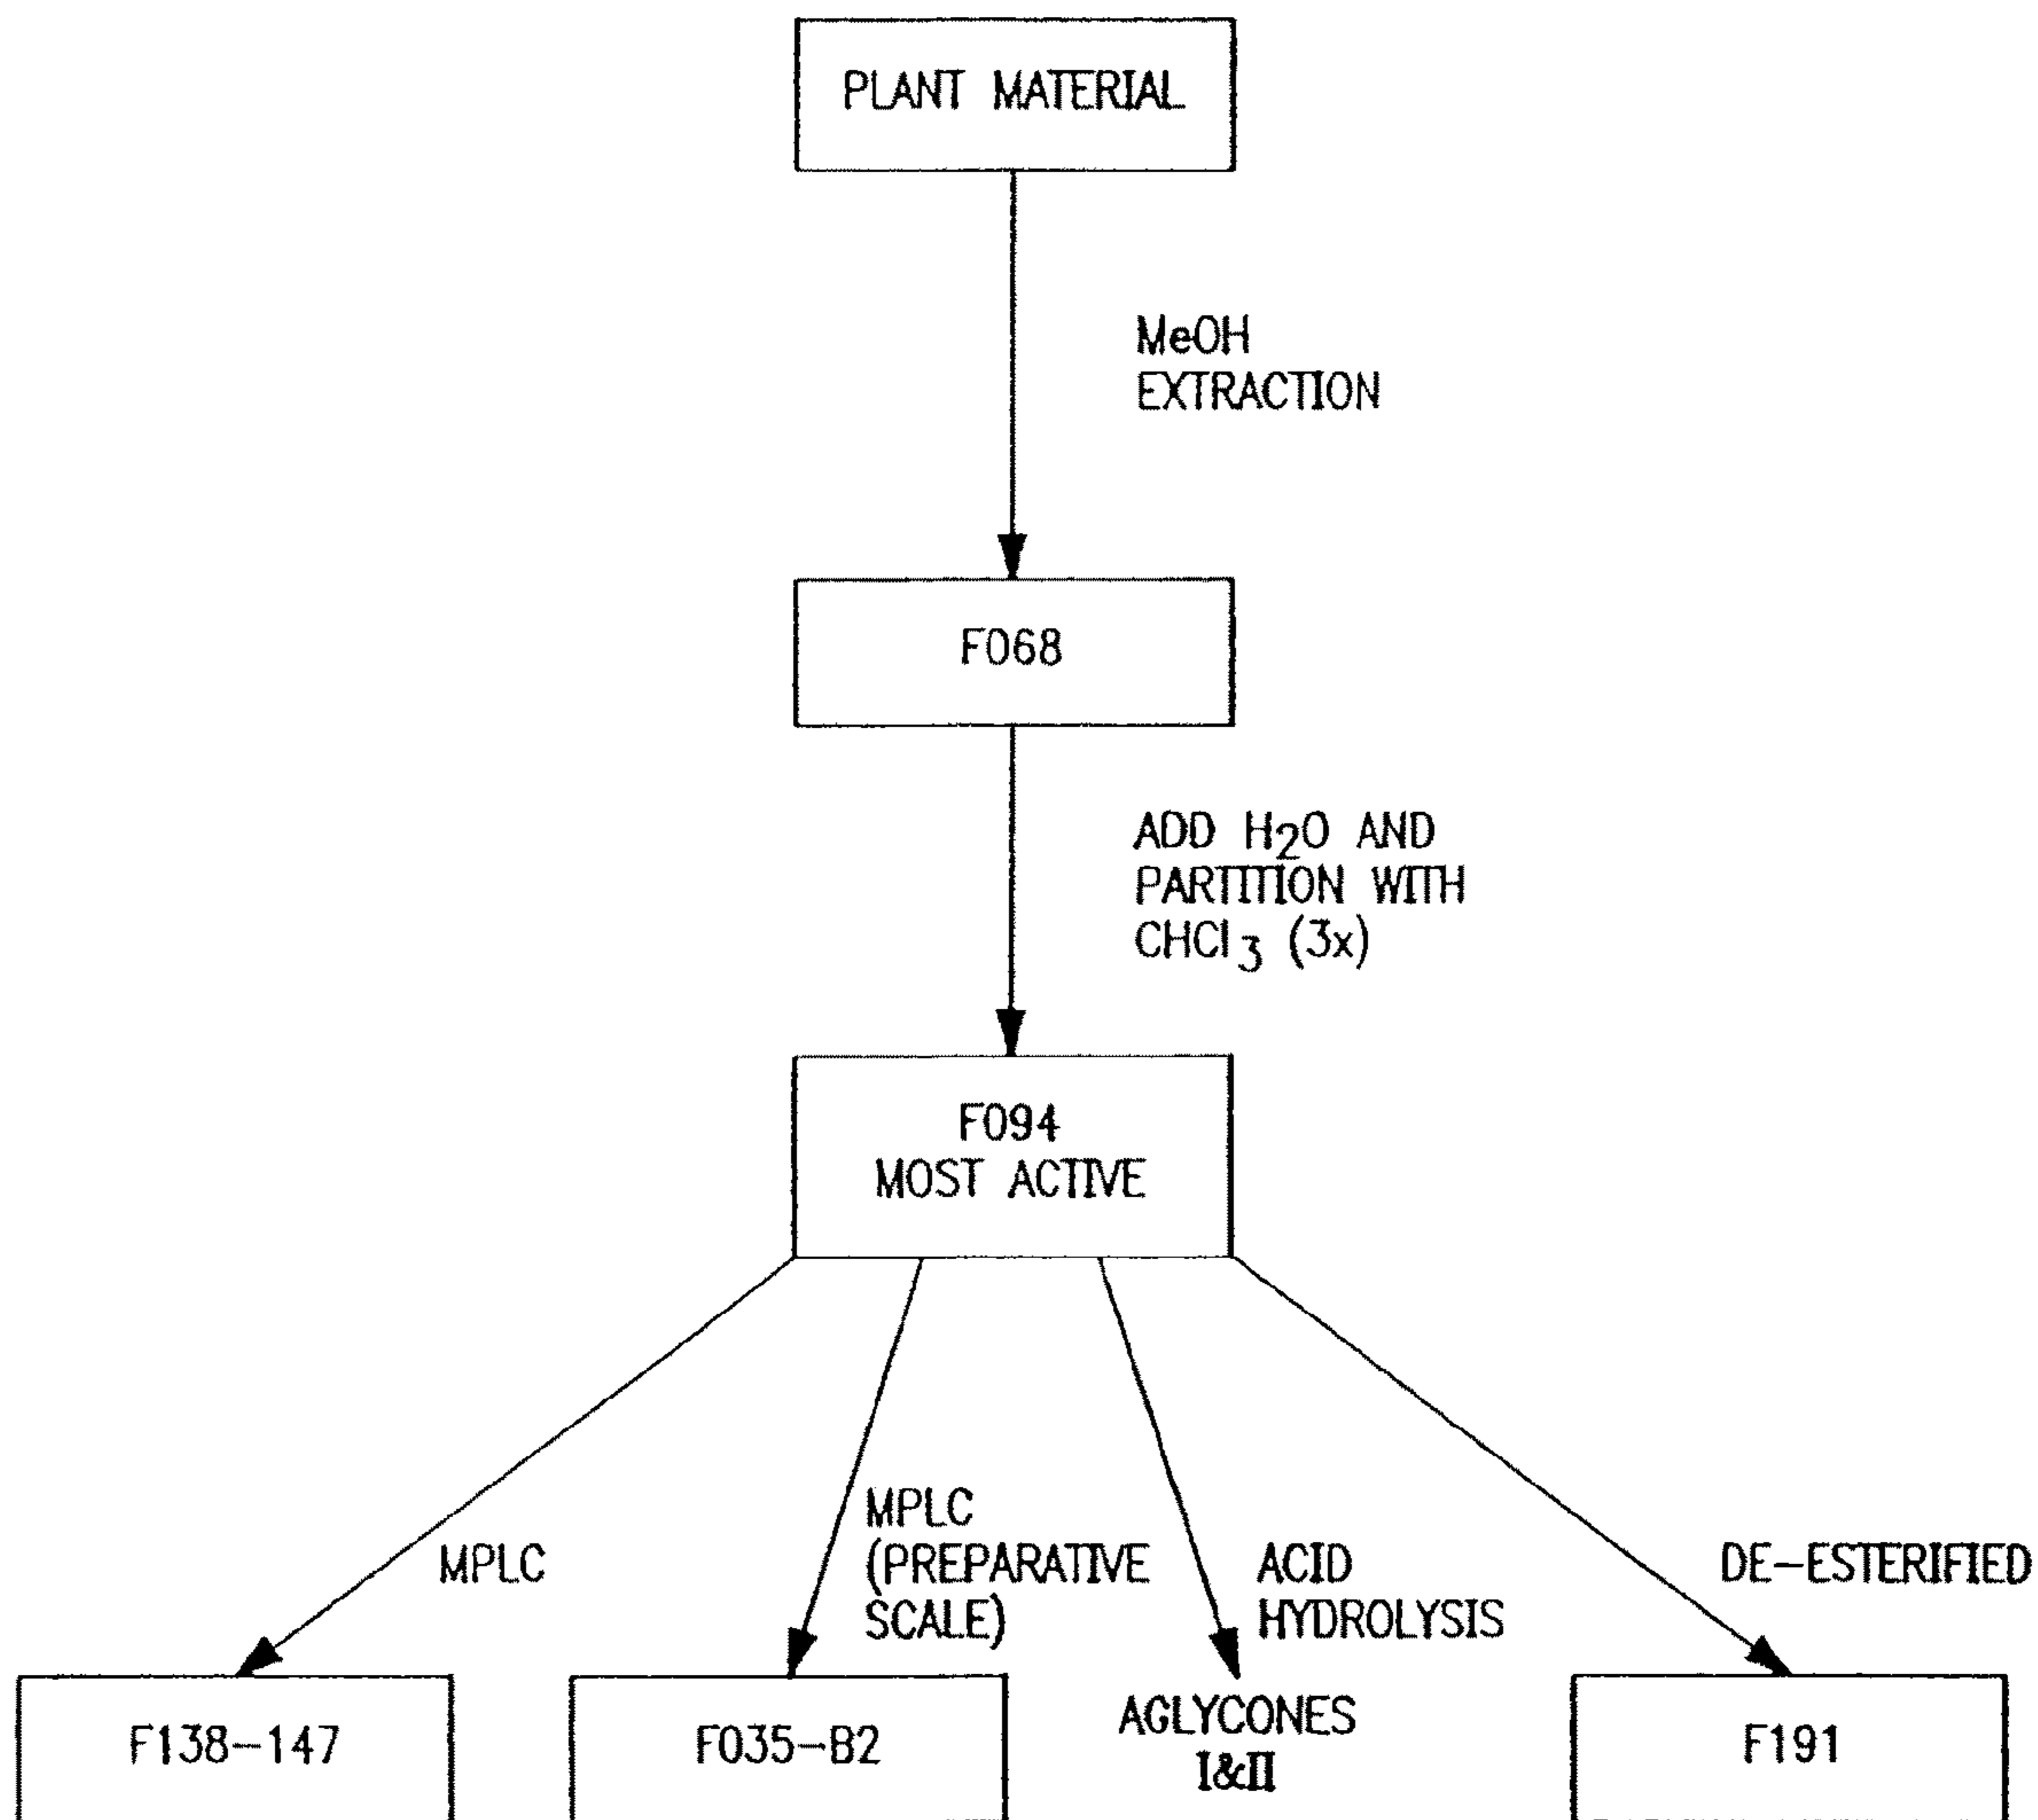 PLANT MATERIAL
MeOH
EXTRACTION
F068
ADD H2O AND
PARTITION WITH
CHCl3 (3x)
F094
MOST ACTIVE
MPLC
MPLC
(PREPARATIVE
SCALE)
ACID
HYDROLYSIS
DE-ESTERIFIED
F138-147
F035-B2
AGLYCONES
I&II
F191